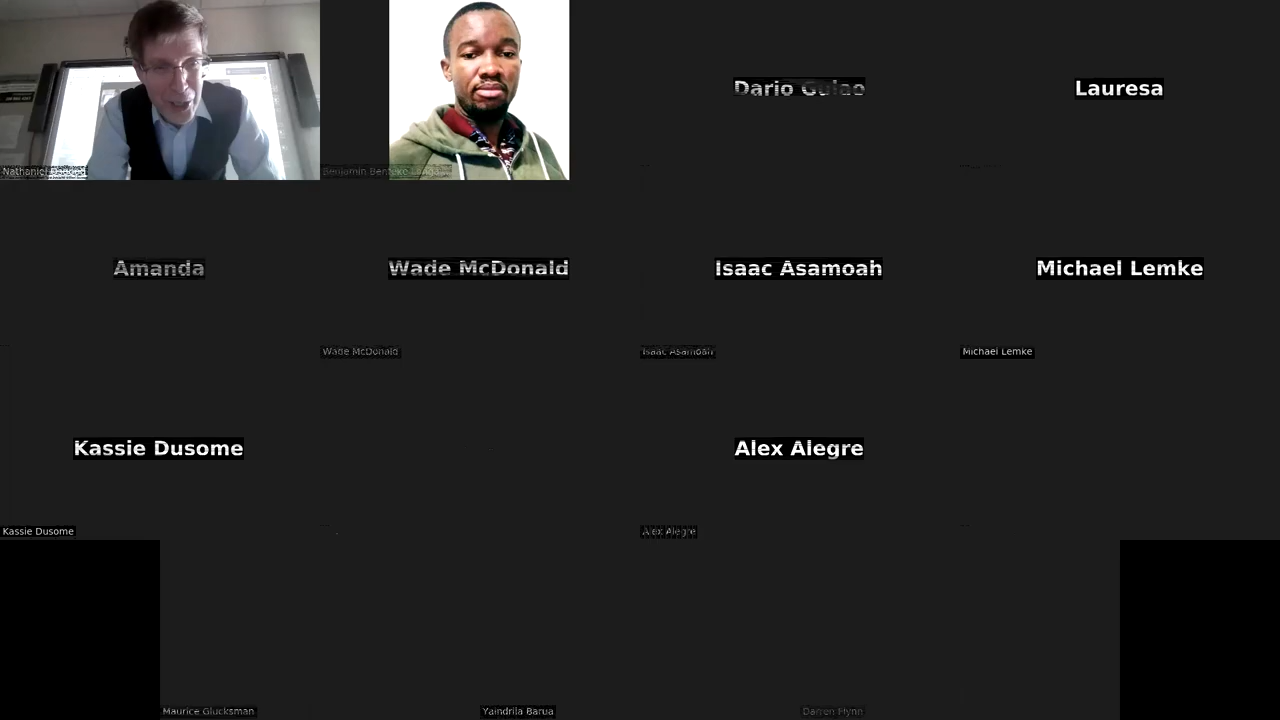 Nathaniel
Dario Guiao
Lauresa
Amanda
Wade McDonald
Isaac Asamoah
Michael Lemke
Wade McDonald
Isaac Asamoah
Michael Lemke
Kassie Dusome
Alex Alegre
Kassie Dusome
Alex Alegre
Maurice Glucksman
Yaindrila Barua
Darren Flynn